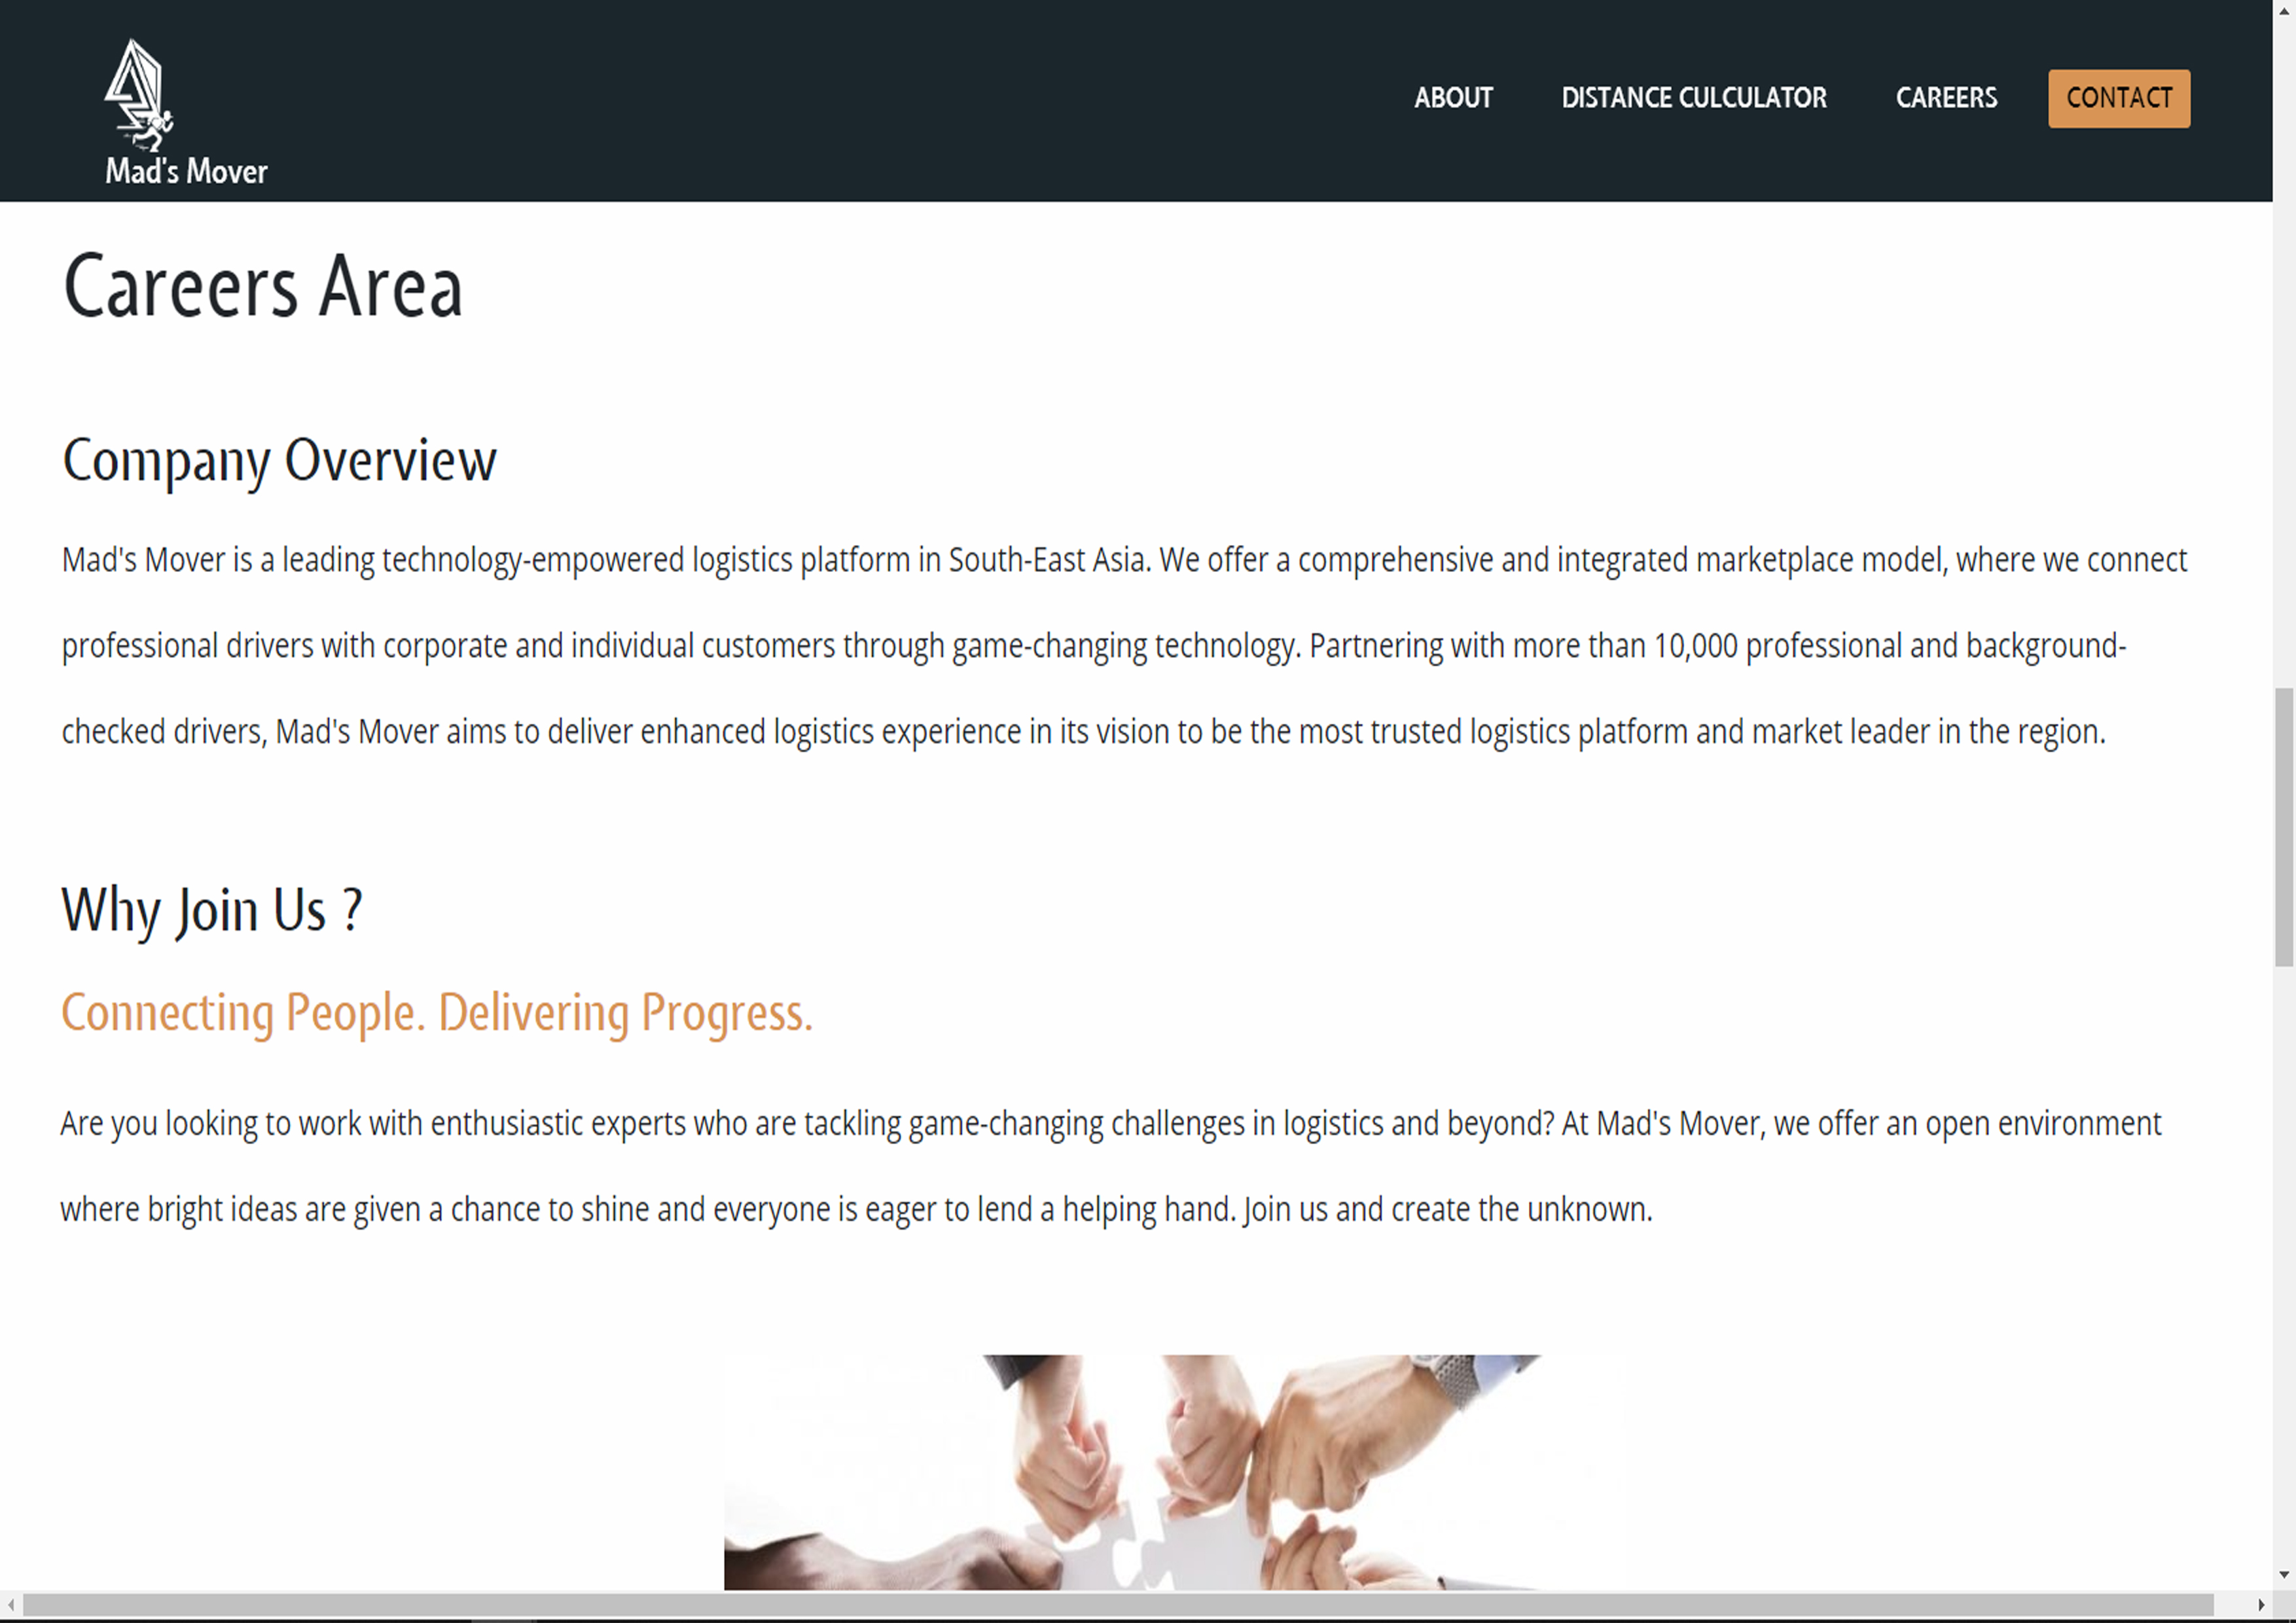 Mad's Mover
ABOUT
DISTANCE CULCULATOR
CAREERS
CONTACT
Careers Area
Company Overview
Mad's Mover is a leading technology-empowered logistics platform in South-East Asia. We offer a comprehensive and integrated marketplace model, where we connect
professional drivers with corporate and individual customers through game-changing technology. Partnering with more than 10,000 professional and background-
checked drivers, Mad's Mover aims to deliver enhanced logistics experience in its vision to be the most trusted logistics platform and market leader in the region.
Why Join Us ?
Connecting People. Delivering Progress.
Are you looking to work with enthusiastic experts who are tackling game-changing challenges in logistics and beyond? At Mad's Mover, we offer an open environment
where bright ideas are given a chance to shine and everyone is eager to lend a helping hand. Join us and create the unknown.